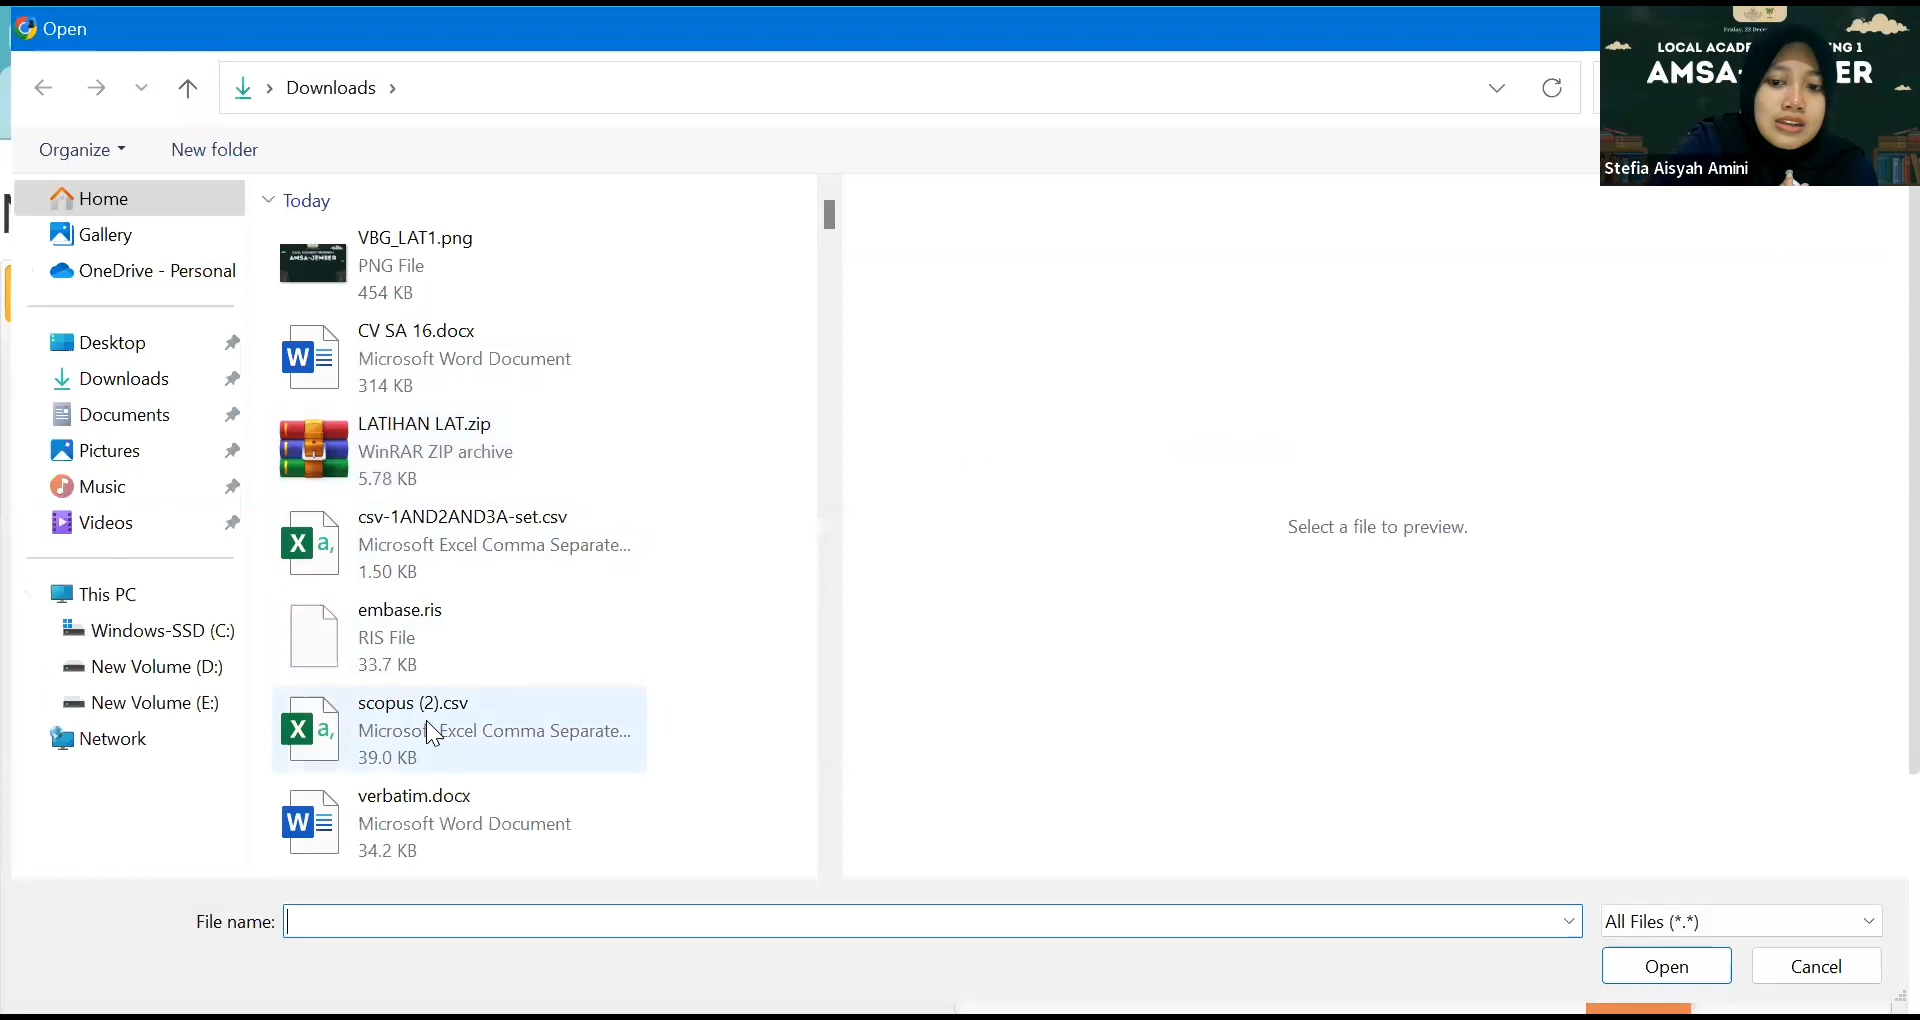 Open
Downloads
Organize
New folder
Home
Gallery
OneDrive - Personal
Desktop
Downloads
Documents
Pictures
Music
Videos
This PC
Windows-SSD (C:)
New Volume (D:)
New Volume (E:)
Network
Today
VBG_LAT1.png
PNG File
454 KB
CV SA 16.docx
Microsoft Word Document
314 KB
LATIHAN LAT.zip
WinRAR ZIP archive
5.78 KB
csv-1AND2AND3A-set.csv
Microsoft Excel Comma Separate...
1.50 KB
embase.ris
RIS File
33.7 KB
scopus (2).csv
Microsoft Excel Comma Separate...
39.0 KB
verbatim.docx
Microsoft Word Document
34.2 KB
Select a file to preview.
File name:
All Files (*.*)
Open
Cancel
LOCAL
AMSA-
Stefia Aisyah Amini